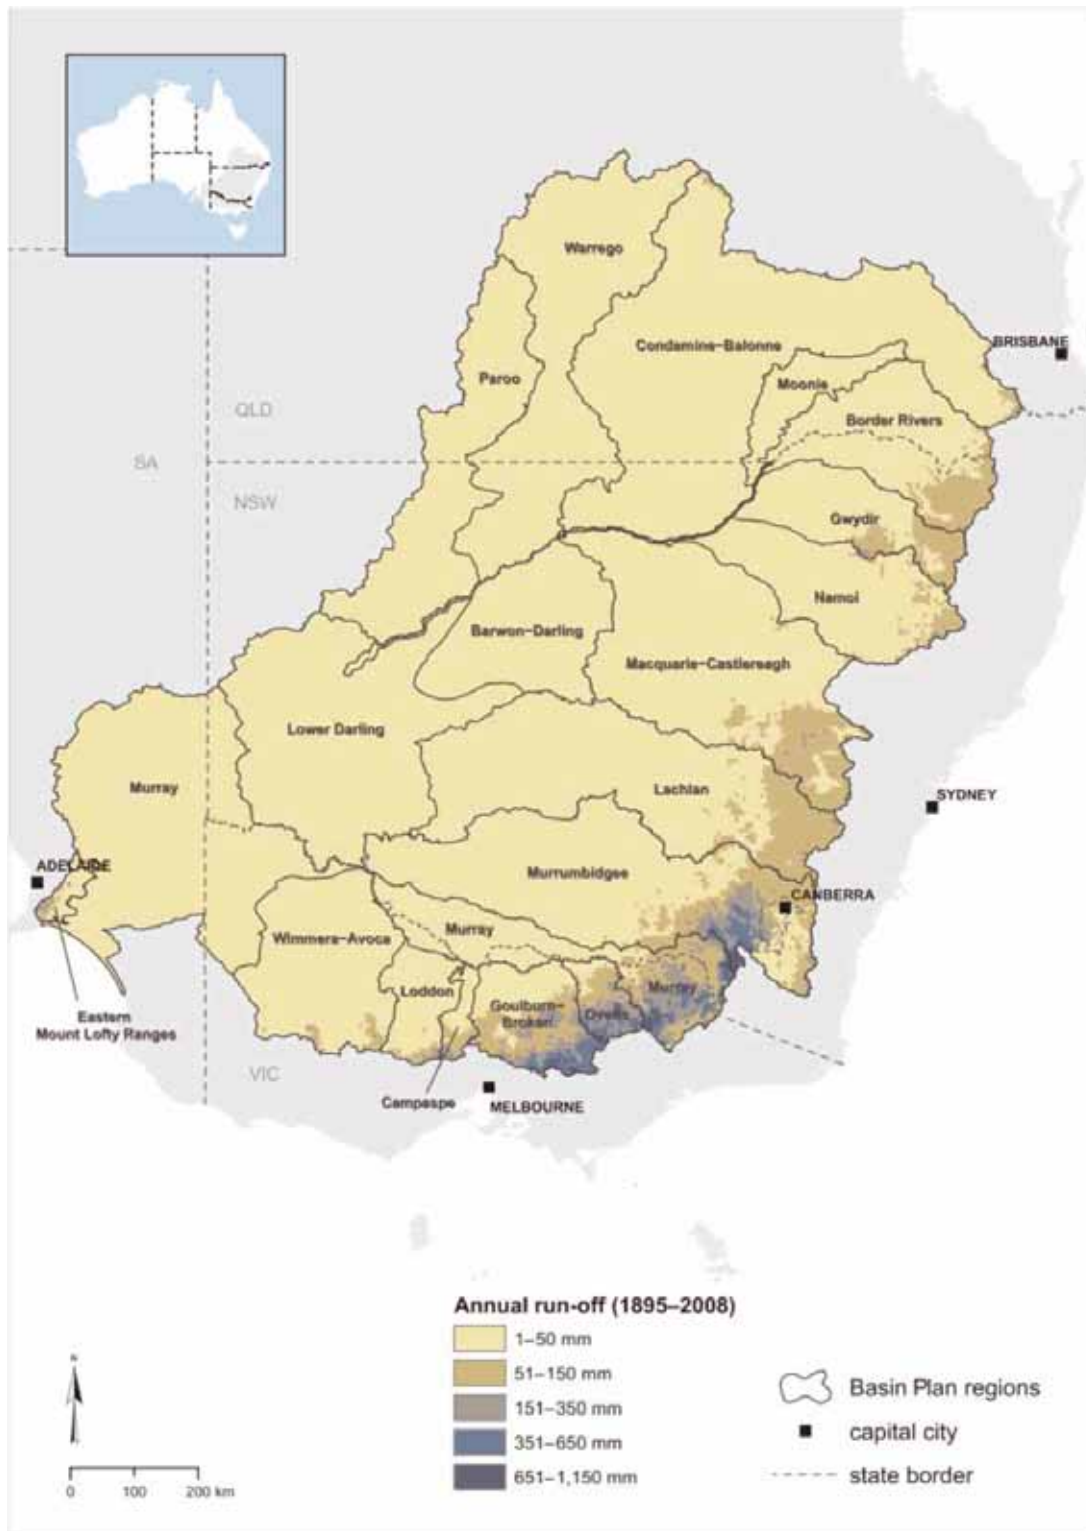 Warrego
Condamine-Balonne
BRISBANE
Paroo
Moonie
QLD
Border Rivers
SA
NSW
Gwydir
Namoi
Barwon-Darling
Macquarie-Castlereagh
Lower Darling
Murray
Lachlan
SYDNEY
ADELAIDE
Murrumbidgee
CANBERRA
Murray
Wimmera-Avoca
Loddon
Murray
Goulburn-
Broken
Ovens
Eastern
Mount Lofty Ranges
VIC
Campaspe
MELBOURNE
Annual run-off (1895–2008)
1–50 mm
51–150 mm
151–350 mm
351–650 mm
651–1,150 mm
Basin Plan regions
capital city
state border
N
0 100 200 km